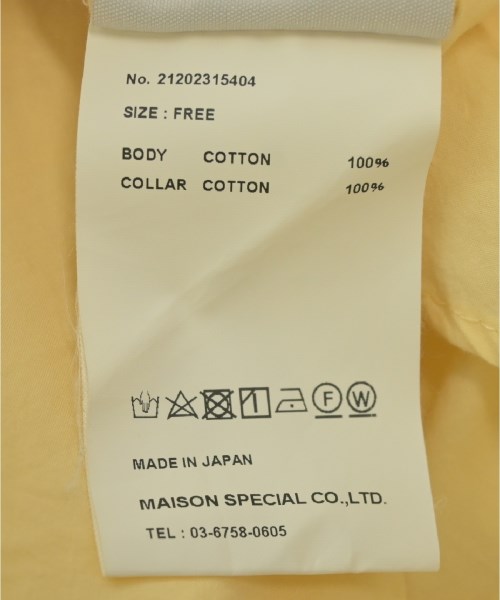 No. 21202315404
SIZE : FREE
BODY COTTON 100%
COLLAR COTTON 100%
F W
MADE IN JAPAN
MAISON SPECIAL CO.,LTD.
TEL : 03-6758-0605